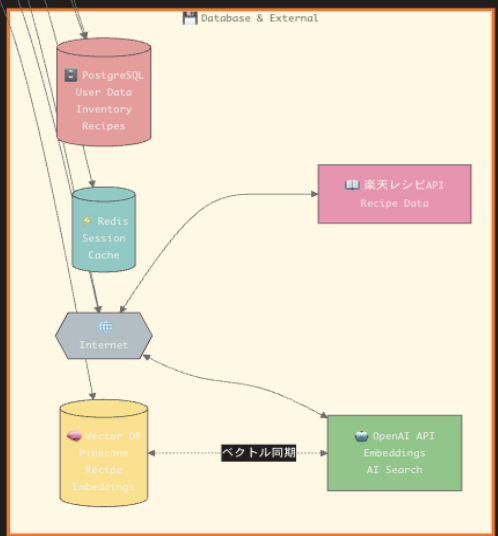 💾 Database & External
🗄️ PostgreSQL
User Data
Inventory
Recipes
📖 楽天レシピAPI
Recipe Data
⚡ Redis
Session
Cache
🌐
Internet
🧠 Vector DB
Pinecone
Recipe
Embeddings
ベクトル同期
🤖 OpenAI API
Embeddings
AI Search